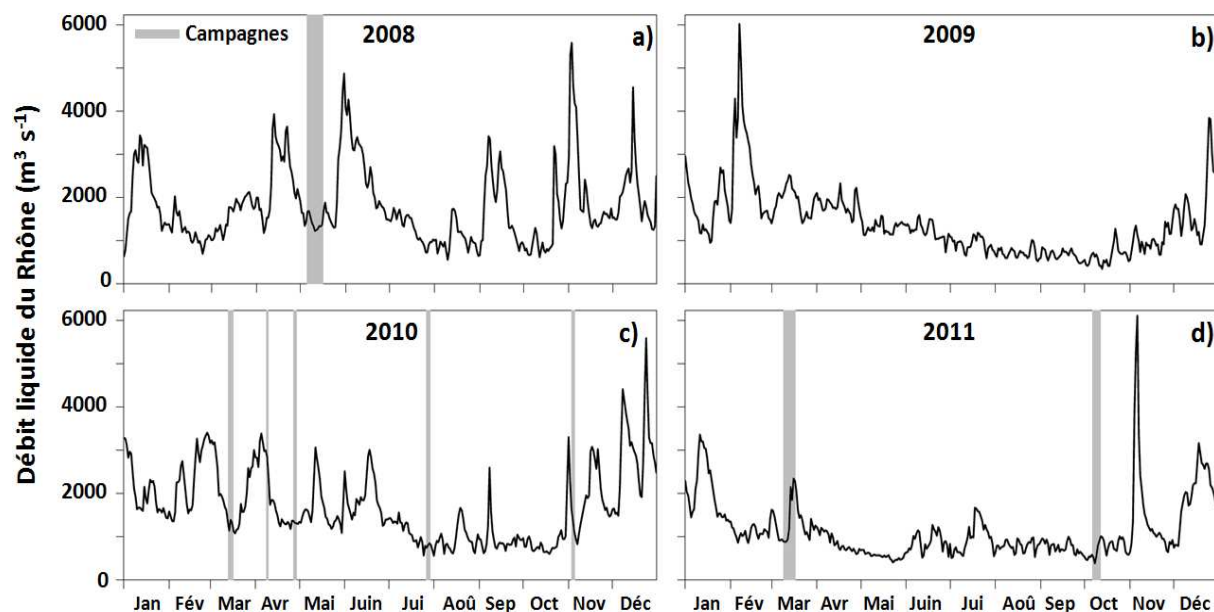 Débit liquide du Rhône (m³ s⁻¹)
Campagnes
2008
a)
2009
b)
6000
4000
2000
0
2010
c)
2011
d)
6000
4000
2000
0
Jan Fév Mar Avr Mai Juin Jui Aoû Sep Oct Nov Déc
Jan Fév Mar Avr Mai Juin Jui Aoû Sep Oct Nov Déc